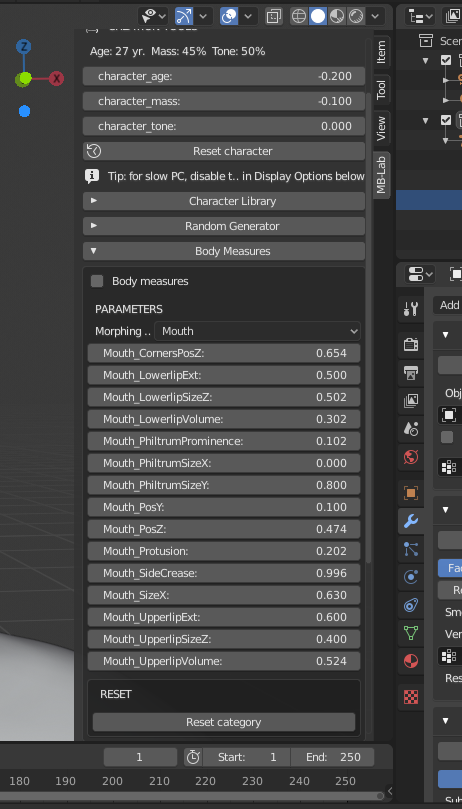 Age: 27 yr. Mass: 45% Tone: 50%
character_age: -0.200
character_mass: -0.100
character_tone: 0.000
Reset character
Tip: for slow PC, disable t.. in Display Options below
Character Library
Random Generator
Body Measures
Body measures
PARAMETERS
Morphing .. Mouth
Mouth_CornersPosZ: 0.654
Mouth_LowerlipExt: 0.500
Mouth_LowerlipSizeZ: 0.502
Mouth_LowerlipVolume: 0.302
Mouth_PhiltrumProminence: 0.102
Mouth_PhiltrumSizeX: 0.000
Mouth_PhiltrumSizeY: 0.800
Mouth_PosY: 0.100
Mouth_PosZ: 0.474
Mouth_Protusion: 0.202
Mouth_SideCrease: 0.996
Mouth_SizeX: 0.630
Mouth_UpperlipExt: 0.600
Mouth_UpperlipSizeZ: 0.400
Mouth_UpperlipVolume: 0.524
RESET
Reset category
Item
Tool
View
MB-Lab
Z
X
Scen
Add
Obj
Fac
Re
Smo
Ver
Res
Sub
1 Start: 1 End: 250
180 190 200 210 220 230 240 250